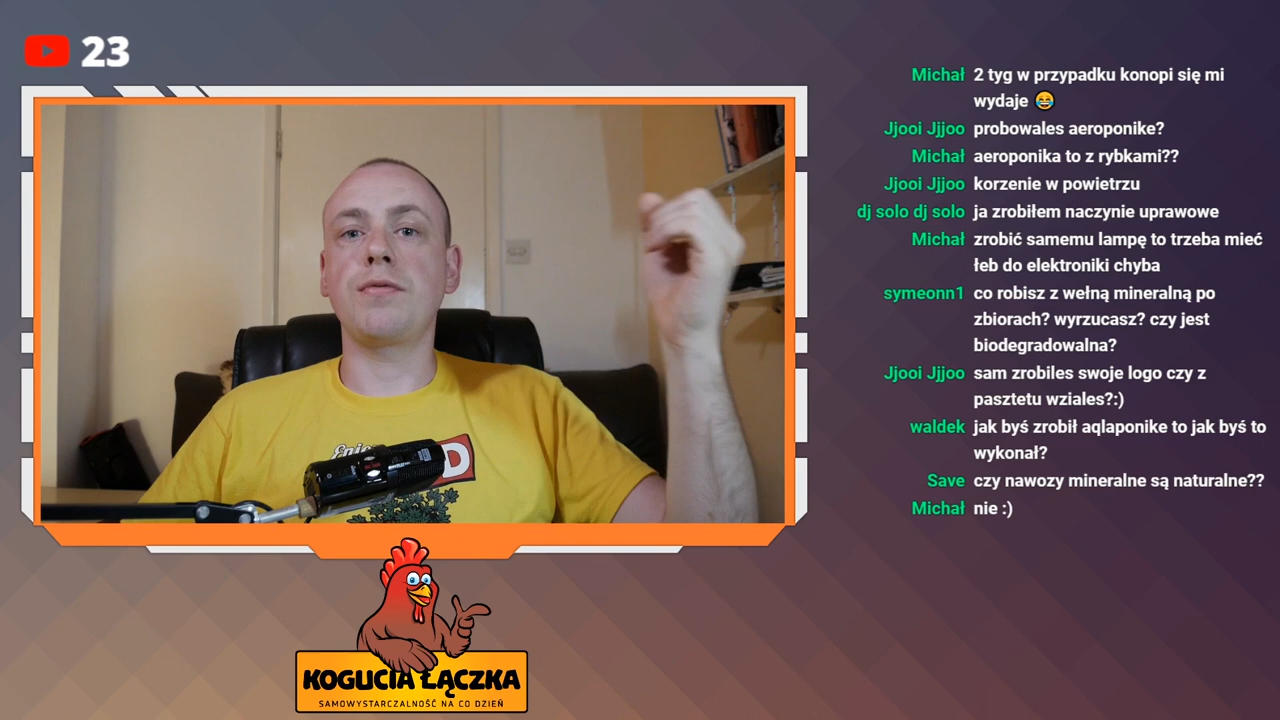 23
Michał 2 tyg w przypadku konopi się mi
wydaje 😂
Jjooi Jjjoo probowales aeroponike?
Michał aeroponika to z rybkami??
Jjooi Jjjoo korzenie w powietrzu
dj solo dj solo ja zrobiłem naczynie uprawowe
Michał zrobić samemu lampę to trzeba mieć
łeb do elektroniki chyba
symeonn1 co robisz z wełną mineralną po
zbiorach? wyrzucasz? czy jest
biodegradowalna?
Jjooi Jjjoo sam zrobiles swoje logo czy z
pasztetu wziales?:)
waldek jak byś zrobił aqlaponike to jak byś to
wykonał?
Save czy nawozy mineralne są naturalne??
Michał nie :)
KOGUCIA ŁĄCZKA
SAMOWYSTARCZALNOŚĆ NA CO DZIEŃ